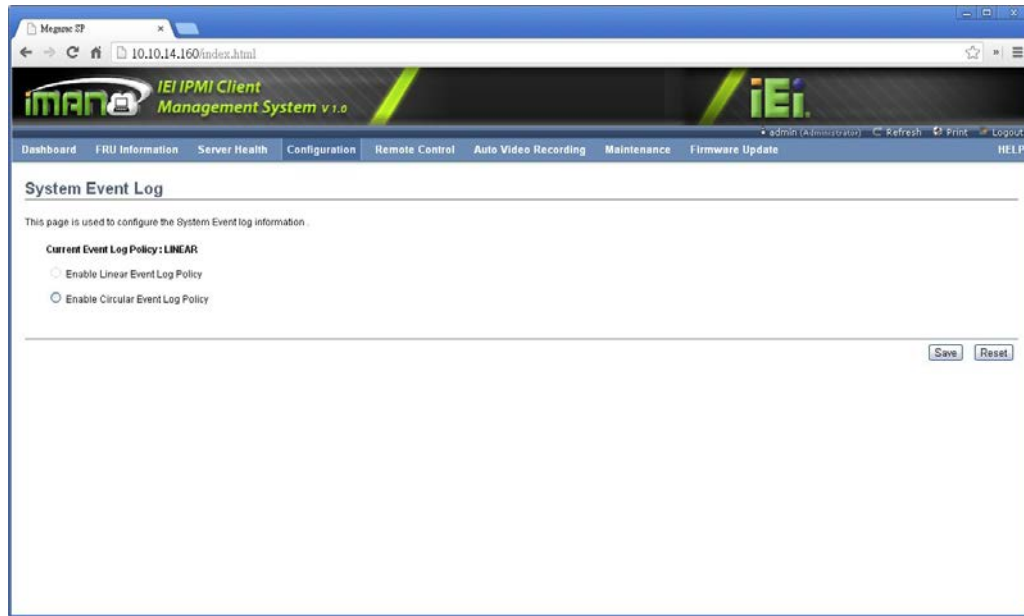 Megarac SP
10.10.14.160/index.html
iMAN
IEI IPMI Client
Management System v 1.0
iEi
admin (Administrator) Refresh Print Logout
Dashboard FRU Information Server Health Configuration Remote Control Auto Video Recording Maintenance Firmware Update HELP
System Event Log
This page is used to configure the System Event log information .
Current Event Log Policy : LINEAR
Enable Linear Event Log Policy
Enable Circular Event Log Policy
Save Reset